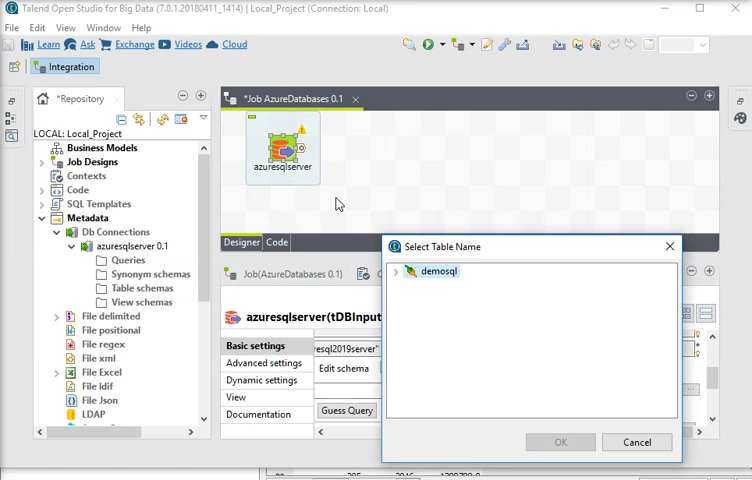 Talend Open Studio for Big Data (7.0.1.20180411_1414) | Local_Project (Connection: Local)
File Edit View Window Help
Learn Ask Exchange Videos Cloud
Integration
*Repository
LOCAL: Local_Project
Business Models
Job Designs
Contexts
Code
SQL Templates
Metadata
Db Connections
azuresqlserver 0.1
Queries
Synonym schemas
Table schemas
View schemas
File delimited
File positional
File regex
File xml
File Excel
File ldif
File Json
LDAP
*Job AzureDatabases 0.1
azuresqlserver
Designer Code
Job(AzureDatabases 0.1)
azuresqlserver(tDBInput
Basic settings
Advanced settings
Dynamic settings
View
Documentation
resql2019server"
Edit schema
Guess Query
Select Table Name
demosql
OK Cancel